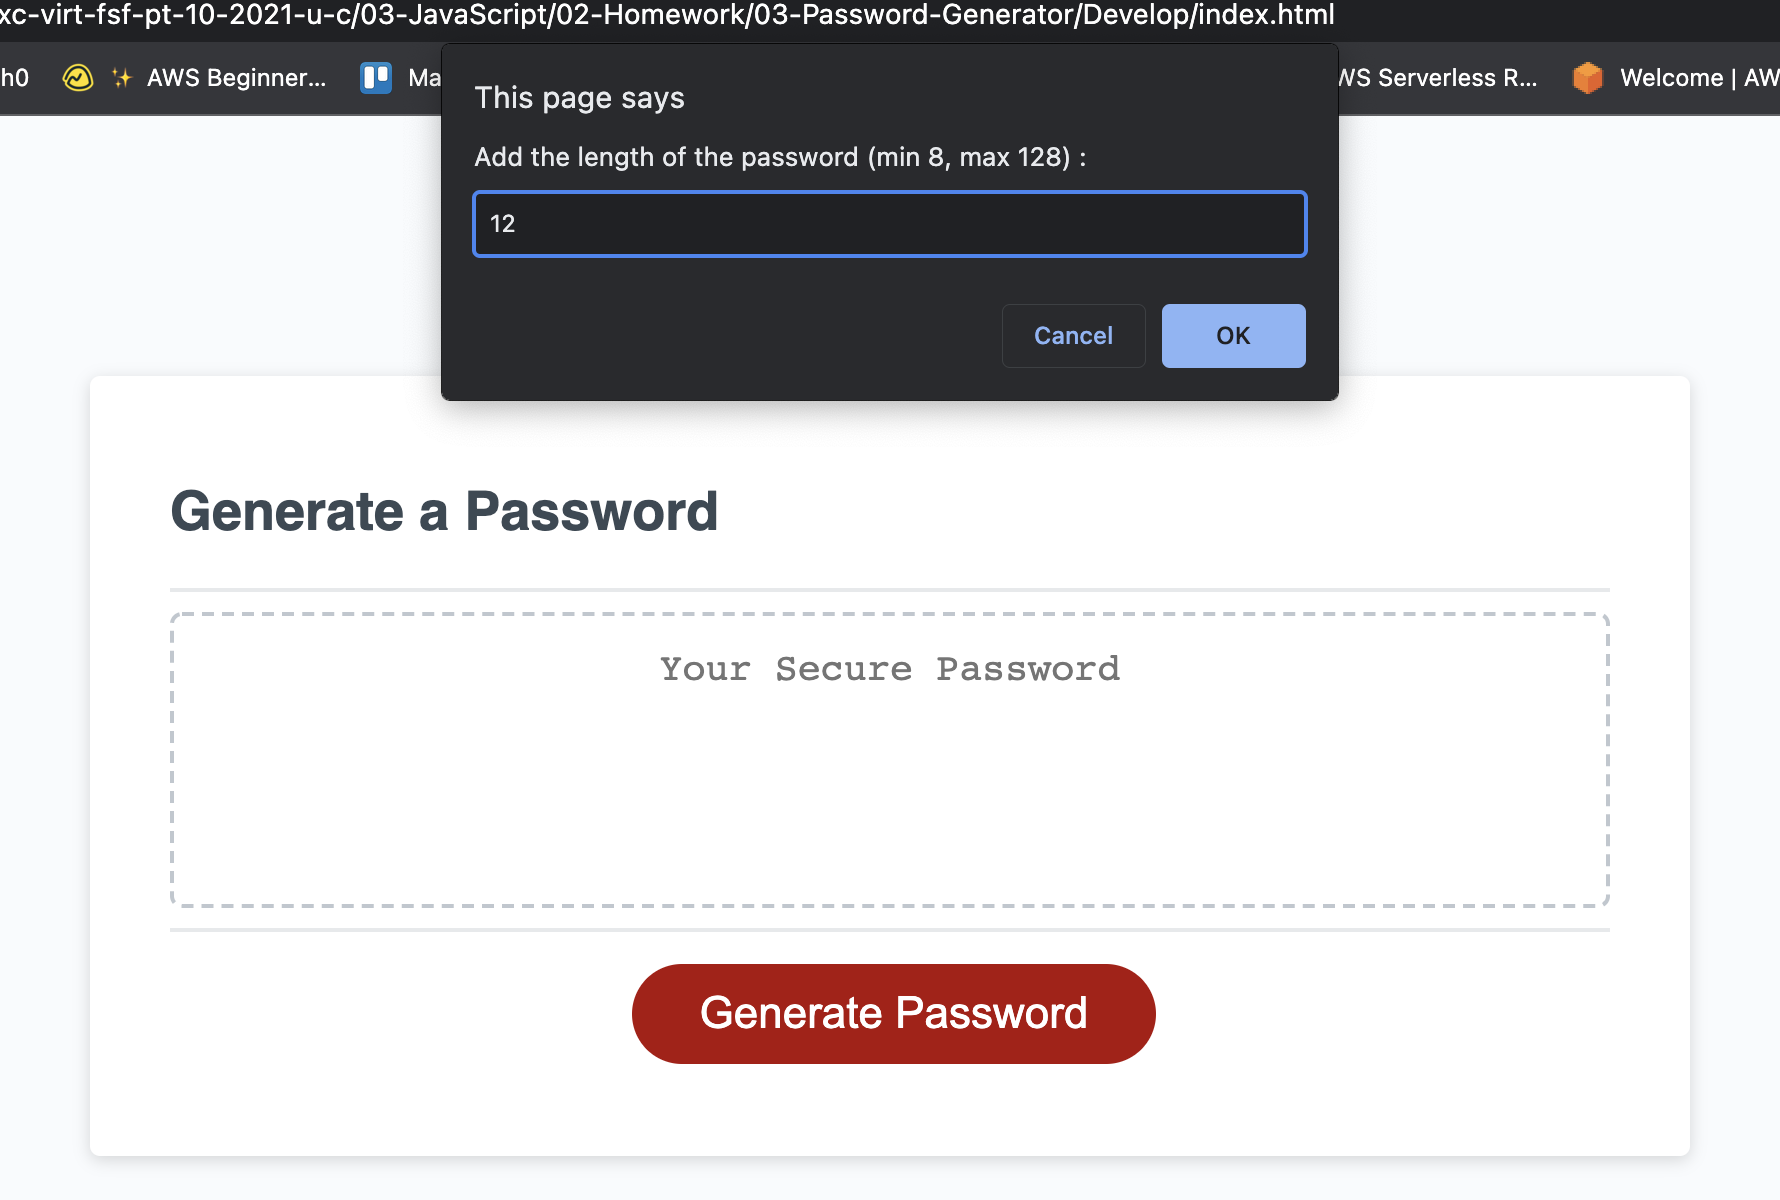 xc-virt-fsf-pt-10-2021-u-c/03-JavaScript/02-Homework/03-Password-Generator/Develop/index.html
h0 ✨ AWS Beginner... Ma WS Serverless R... Welcome | AW
This page says
Add the length of the password (min 8, max 128) :
12
Cancel OK
Generate a Password
Your Secure Password
Generate Password